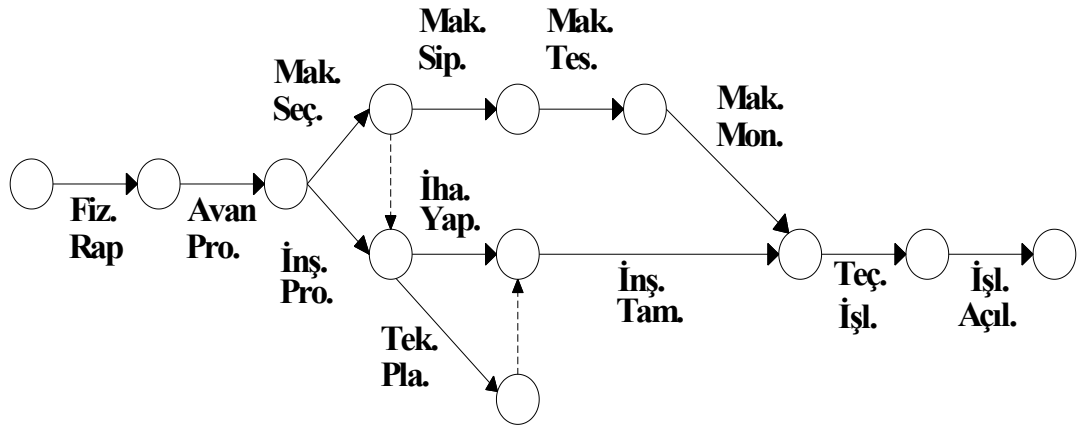 Mak.
Sip.
Mak.
Tes.
Mak.
Seç.
Mak.
Mon.
Fiz.
Rap
Avan
Pro.
İha.
Yap.
İnş.
Pro.
İnş.
Tam.
Teç.
İşl.
İşl.
Açıl.
Tek.
Pla.